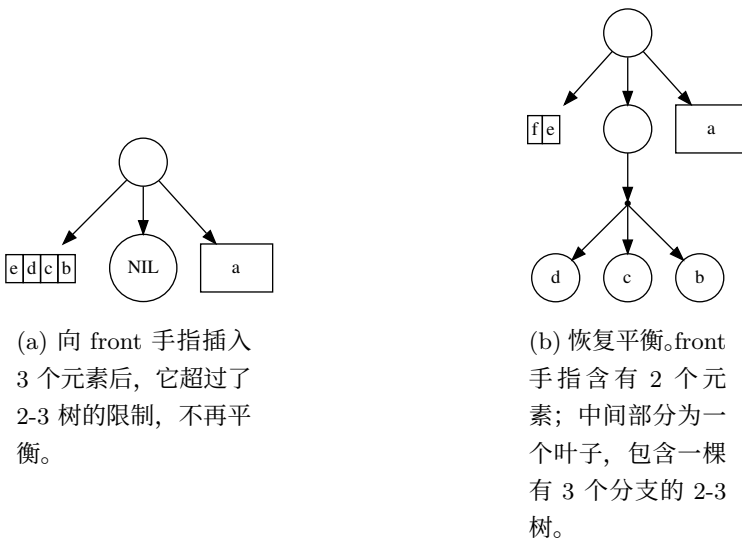 e d c b
NIL
a
(a) 向 front 手指插入
3 个元素后，它超过了
2-3 树的限制，不再平
衡。
f e
a
d
c
b
(b) 恢复平衡。front
手指含有 2 个元
素；中间部分为一
个叶子，包含一棵
有 3 个分支的 2-3
树。